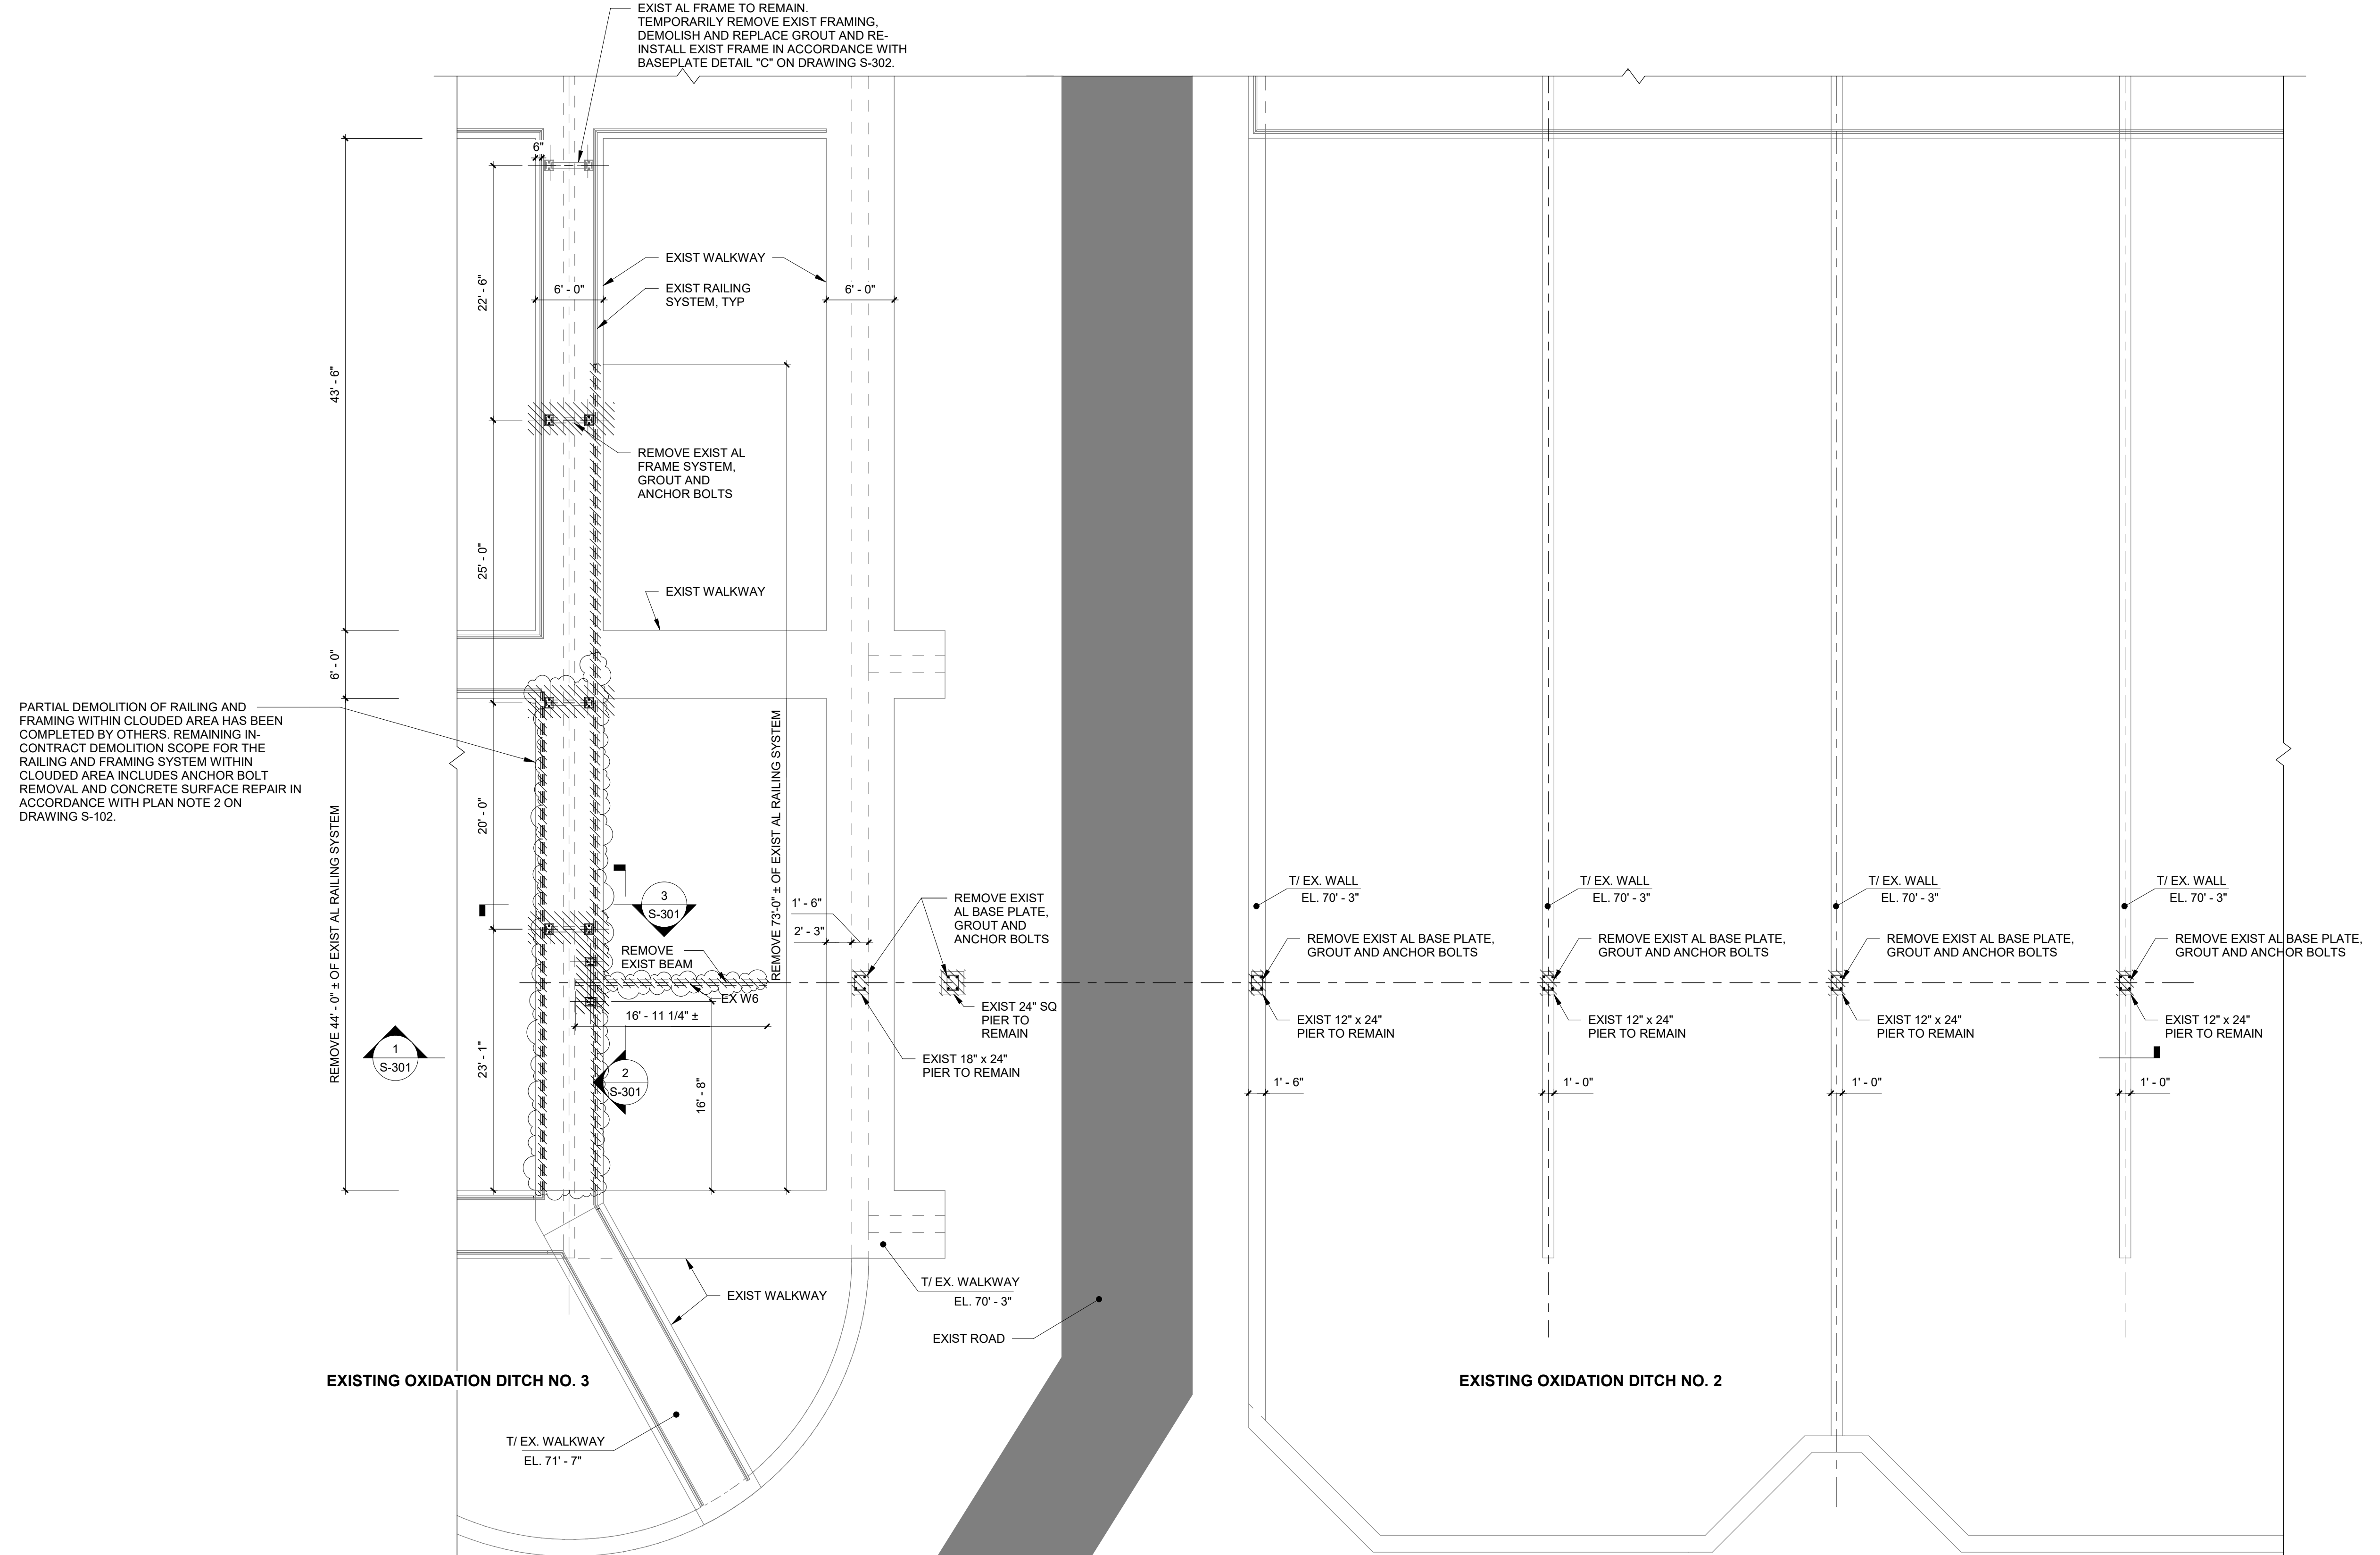 EXIST AL FRAME TO REMAIN.
TEMPORARILY REMOVE EXIST FRAMING,
DEMOLISH AND REPLACE GROUT AND RE-
INSTALL EXIST FRAME IN ACCORDANCE WITH
BASEPLATE DETAIL "C" ON DRAWING S-302.
6"
EXIST WALKWAY
6' - 0"
EXIST RAILING
SYSTEM, TYP
6' - 0"
22' - 6"
43' - 6"
REMOVE EXIST AL
FRAME SYSTEM,
GROUT AND
ANCHOR BOLTS
25' - 0"
EXIST WALKWAY
6' - 0"
PARTIAL DEMOLITION OF RAILING AND
FRAMING WITHIN CLOUDED AREA HAS BEEN
COMPLETED BY OTHERS. REMAINING IN-
CONTRACT DEMOLITION SCOPE FOR THE
RAILING AND FRAMING SYSTEM WITHIN
CLOUDED AREA INCLUDES ANCHOR BOLT
REMOVAL AND CONCRETE SURFACE REPAIR IN
ACCORDANCE WITH PLAN NOTE 2 ON
DRAWING S-102.
REMOVE 44' - 0" ± OF EXIST AL RAILING SYSTEM
20' - 0"
REMOVE 73'-0" ± OF EXIST AL RAILING SYSTEM
3
S-301
1' - 6"
2' - 3"
REMOVE EXIST
AL BASE PLATE,
GROUT AND
ANCHOR BOLTS
REMOVE
EXIST BEAM
EX W6
16' - 11 1/4" ±
EXIST 24" SQ
PIER TO
REMAIN
EXIST 18" x 24"
PIER TO REMAIN
1
S-301
23' - 1"
2
S-301
16' - 8"
T/ EX. WALL
EL. 70' - 3"
T/ EX. WALL
EL. 70' - 3"
T/ EX. WALL
EL. 70' - 3"
T/ EX. WALL
EL. 70' - 3"
REMOVE EXIST AL BASE PLATE,
GROUT AND ANCHOR BOLTS
REMOVE EXIST AL BASE PLATE,
GROUT AND ANCHOR BOLTS
REMOVE EXIST AL BASE PLATE,
GROUT AND ANCHOR BOLTS
REMOVE EXIST AL BASE PLATE,
GROUT AND ANCHOR BOLTS
EXIST 12" x 24"
PIER TO REMAIN
EXIST 12" x 24"
PIER TO REMAIN
EXIST 12" x 24"
PIER TO REMAIN
EXIST 12" x 24"
PIER TO REMAIN
1' - 6"
1' - 0"
1' - 0"
1' - 0"
T/ EX. WALKWAY
EL. 70' - 3"
EXIST WALKWAY
EXIST ROAD
EXISTING OXIDATION DITCH NO. 3
EXISTING OXIDATION DITCH NO. 2
T/ EX. WALKWAY
EL. 71' - 7"